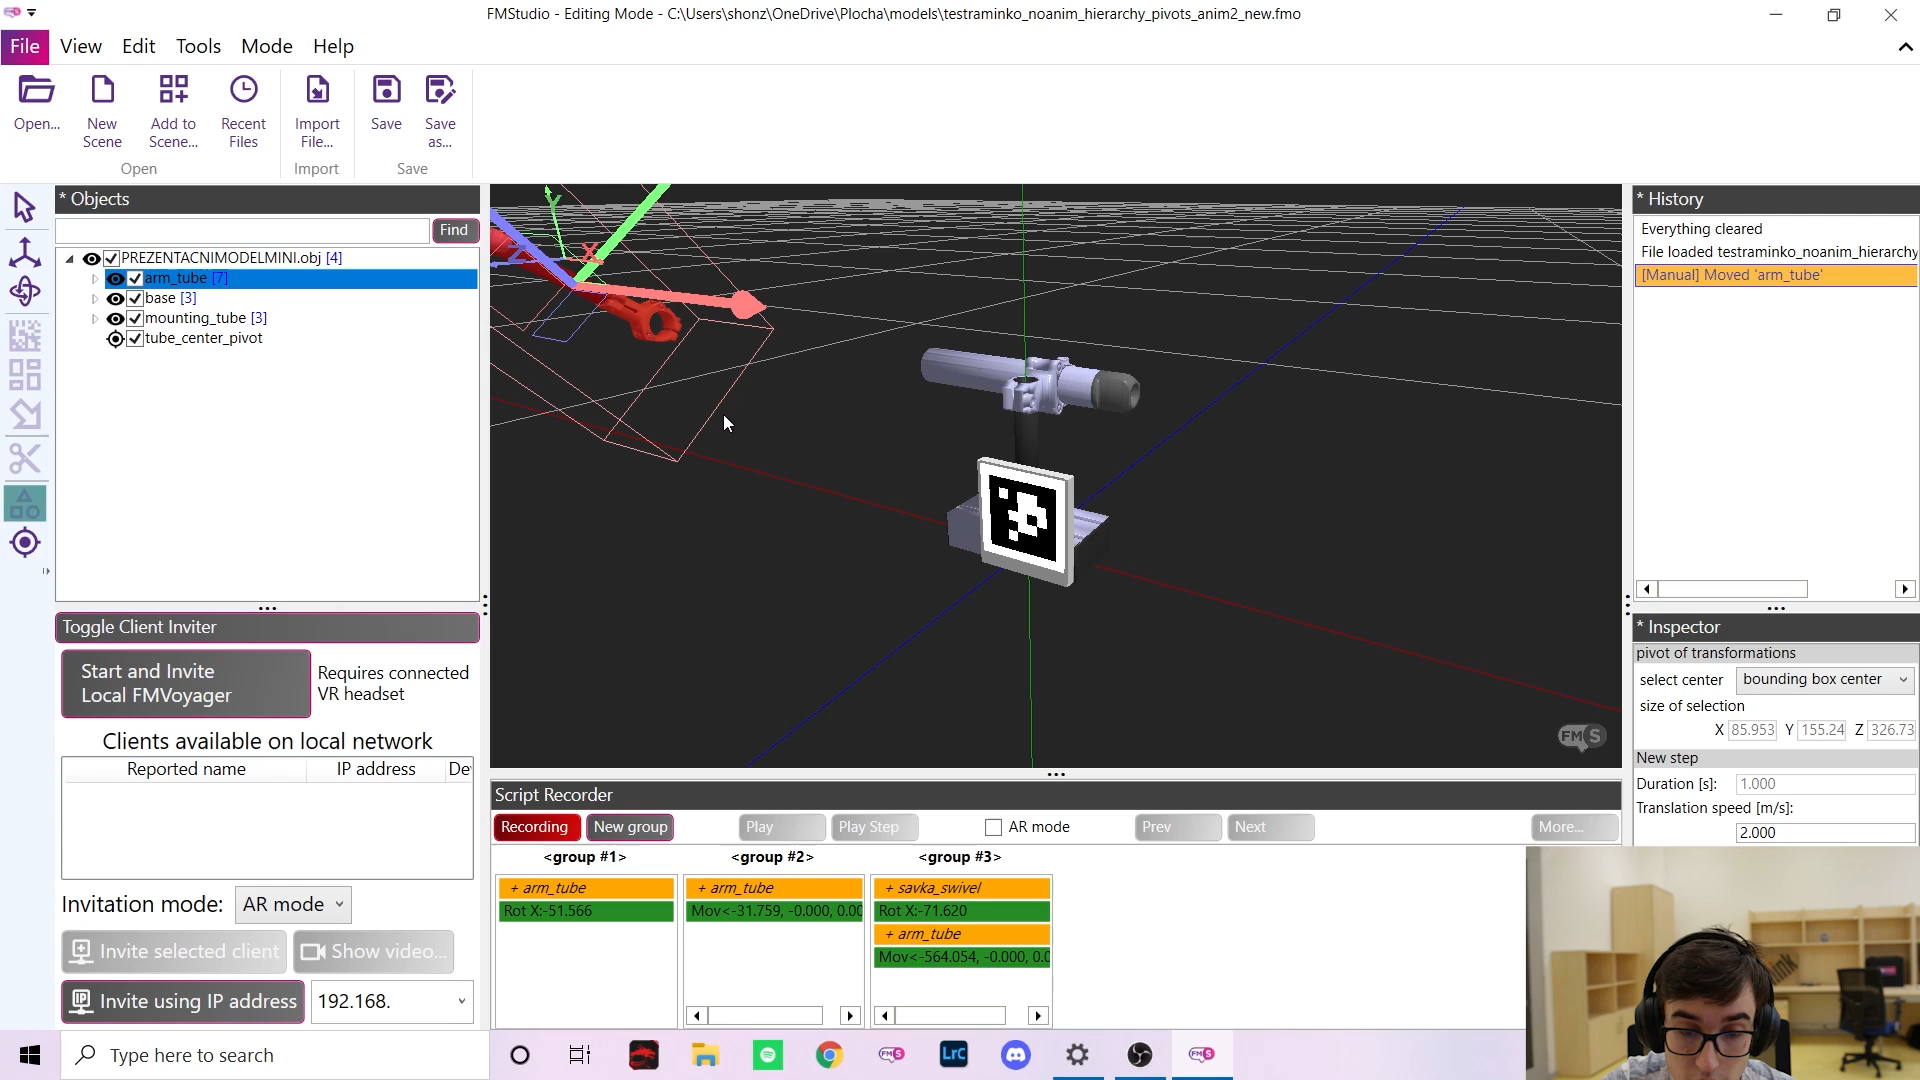 FMStudio - Editing Mode - C:\Users\shonz\OneDrive\Plocha\models\testraminko_noanim_hierarchy_pivots_anim2_new.fmo
File View Edit Tools Mode Help
Open... New Scene Add to Scene... Recent Files Import File... Save Save as...
Open Import Save
* Objects
Find
PREZENTACNIMODELMINI.obj [4]
arm_tube [7]
base [3]
mounting_tube [3]
tube_center_pivot
Toggle Client Inviter
Start and Invite
Local FMVoyager
Requires connected
VR headset
Clients available on local network
Reported name IP address De
Invitation mode: AR mode
Invite selected client Show video...
Invite using IP address 192.168.
Y
X
Z
FM S
Script Recorder
Recording New group Play Play Step AR mode Prev Next More...
<group #1> <group #2> <group #3>
+ arm_tube
Rot X:-51.566
+ arm_tube
Mov<-31.759, -0.000, 0.00
+ savka_swivel
Rot X:-71.620
+ arm_tube
Mov<-564.054, -0.000, 0.0
* History
Everything cleared
File loaded testraminko_noanim_hierarchy
[Manual] Moved 'arm_tube'
* Inspector
pivot of transformations
select center bounding box center
size of selection
X 85.953 Y 155.24 Z 326.73
New step
Duration [s]: 1.000
Translation speed [m/s]:
2.000
Type here to search
FM S
LrC
FM S